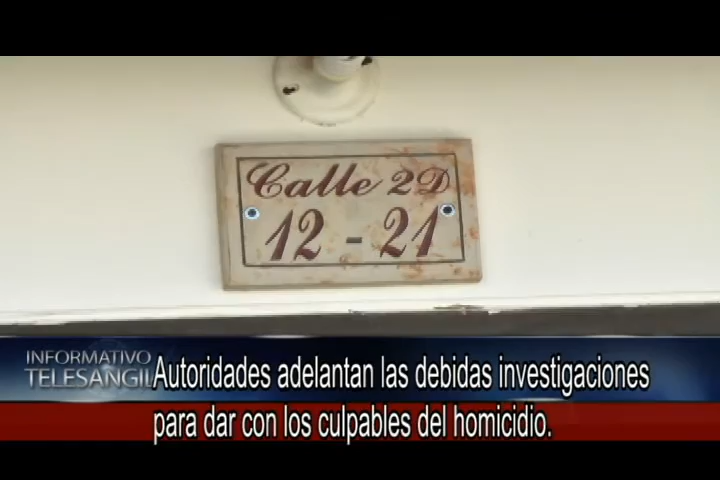 Calle 2D
12 - 21
INFORMATIVO
TELESANGIL
Autoridades adelantan las debidas investigaciones
para dar con los culpables del homicidio.